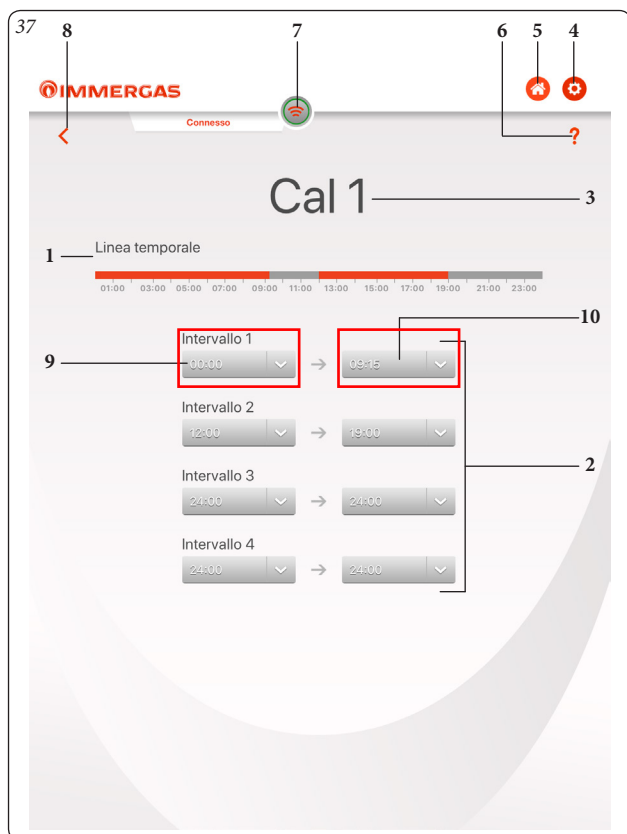 37 8 7 6 5 4
IMMERGAS
Connesso
?
Cal 1
3
1
Linea temporale
01:00 03:00 05:00 07:00 09:00 11:00 13:00 15:00 17:00 19:00 21:00 23:00
10
Intervallo 1
9
00:00 → 09:15
Intervallo 2
12:00 → 19:00
2
Intervallo 3
24:00 → 24:00
Intervallo 4
24:00 → 24:00